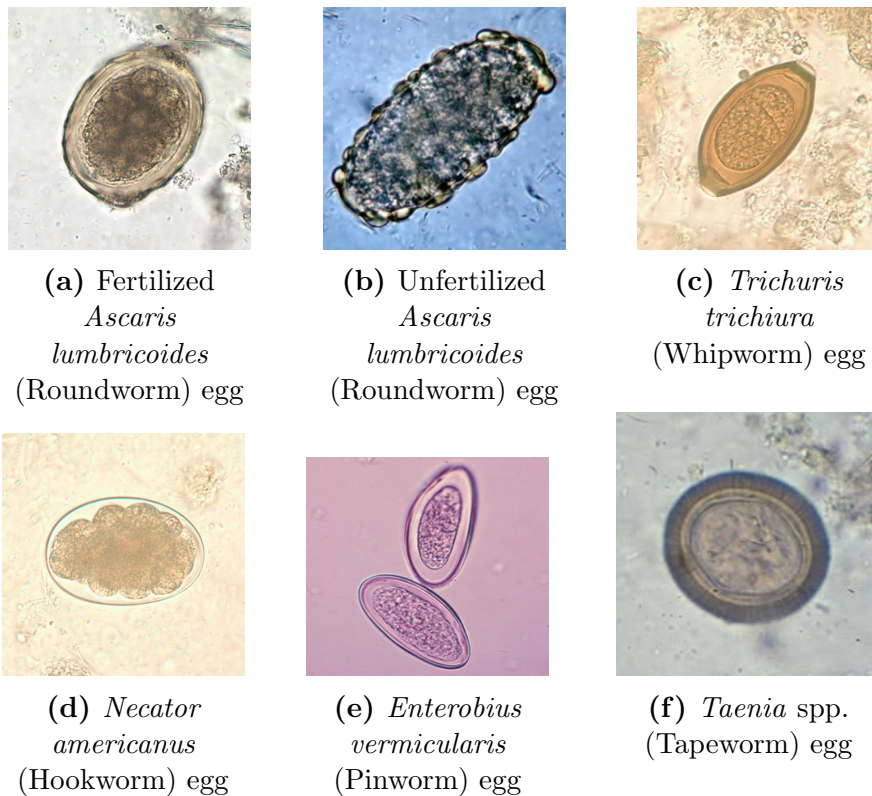 (a) Fertilized
Ascaris
lumbricoides
(Roundworm) egg
(b) Unfertilized
Ascaris
lumbricoides
(Roundworm) egg
(c) Trichuris
trichiura
(Whipworm) egg
(d) Necator
americanus
(Hookworm) egg
(e) Enterobius
vermicularis
(Pinworm) egg
(f) Taenia spp.
(Tapeworm) egg